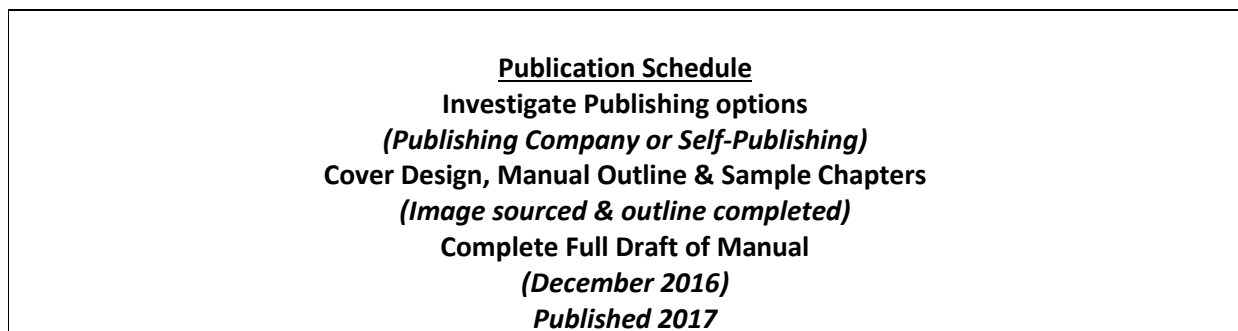 Publication Schedule
Investigate Publishing options
(Publishing Company or Self-Publishing)
Cover Design, Manual Outline & Sample Chapters
(Image sourced & outline completed)
Complete Full Draft of Manual
(December 2016)
Published 2017